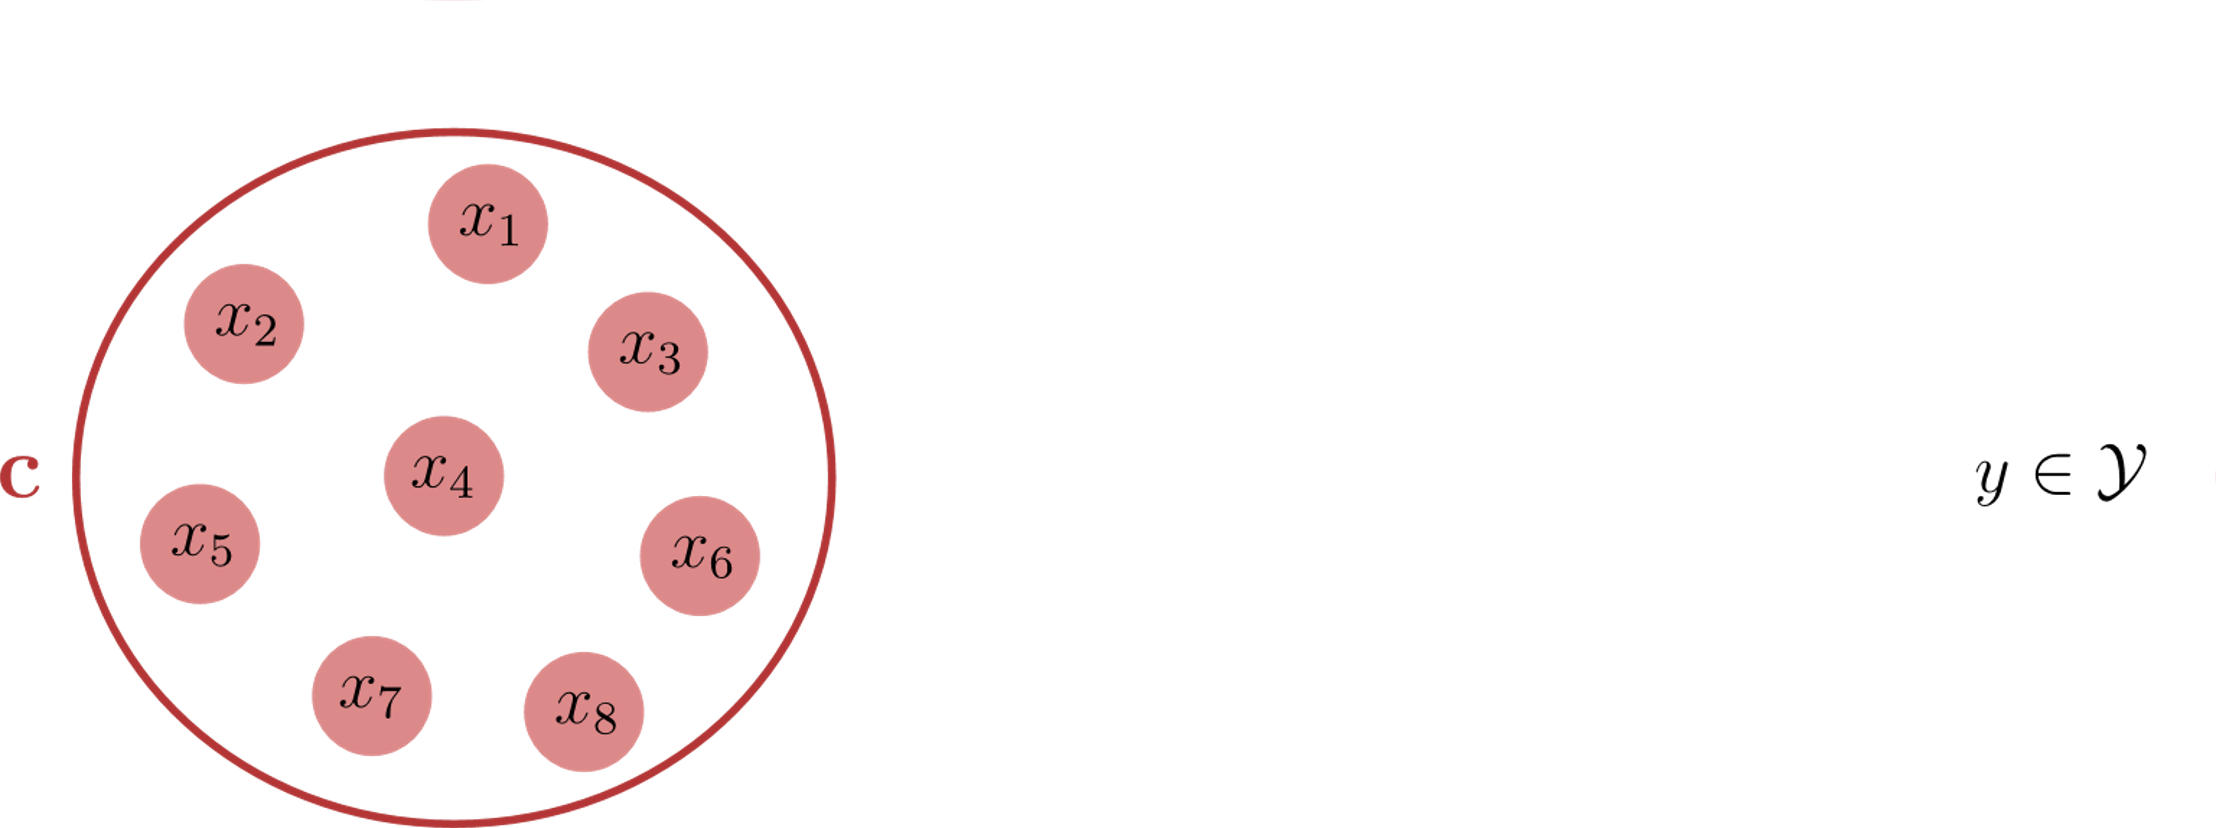 x₁
x₂
x₃
c x₄ y ∈ 𝒴
x₅
x₆
x₇
x₈